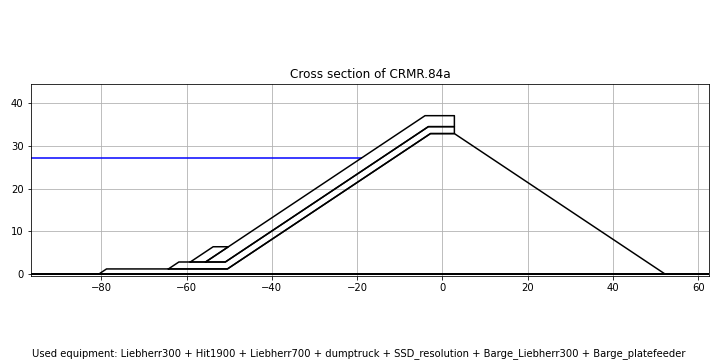 Cross section of CRMR.84a
40
30
20
10
0
−80 −60 −40 −20 0 20 40 60
Used equipment: Liebherr300 + Hit1900 + Liebherr700 + dumptruck + SSD_resolution + Barge_Liebherr300 + Barge_platefeeder